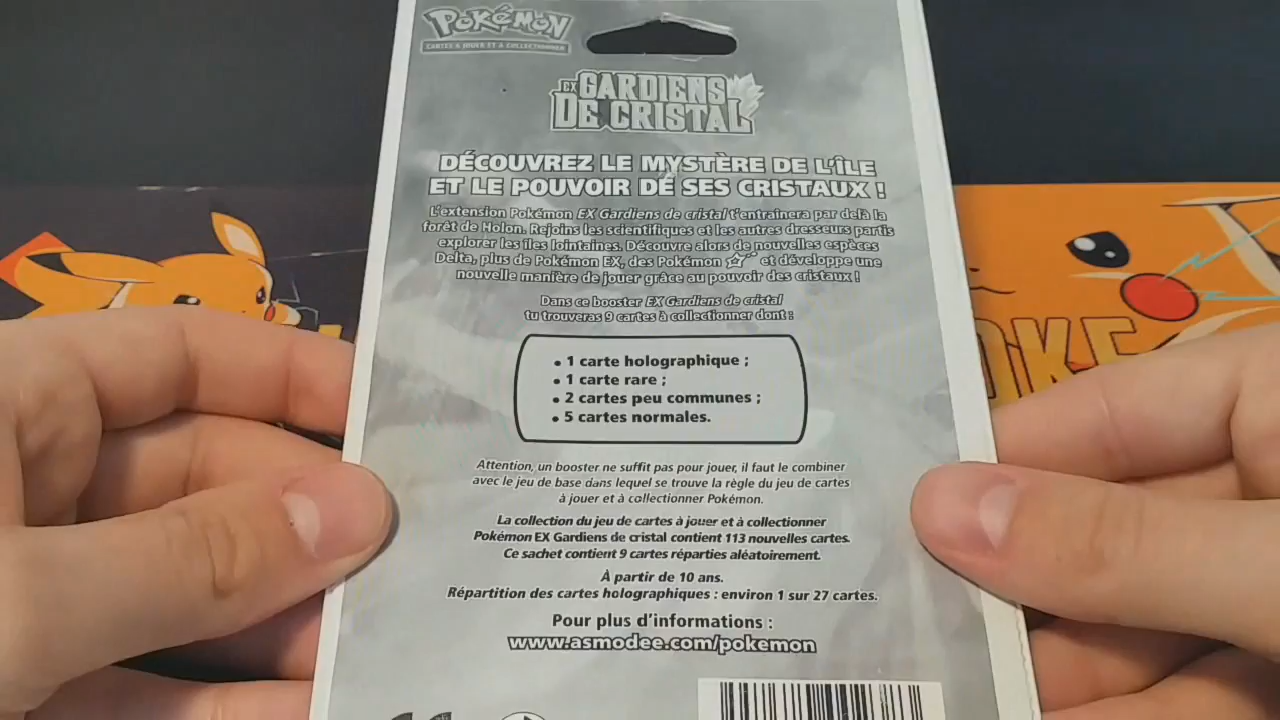 POKÉMON
CARTES À JOUER ET À COLLECTIONNER
EX GARDIENS
DE CRISTAL
DÉCOUVREZ LE MYSTÈRE DE L'ÎLE
ET LE POUVOIR DE SES CRISTAUX !
L'extension Pokémon EX Gardiens de cristal t'entraînera par delà la
forêt de Holon. Rejoins les scientifiques et les autres dresseurs partis
explorer les îles lointaines. Découvre alors de nouvelles espèces
Delta, plus de Pokémon EX, des Pokémon ☆ et développe une
nouvelle manière de jouer grâce au pouvoir des cristaux !
Dans ce booster EX Gardiens de cristal
tu trouveras 9 cartes à collectionner dont :
• 1 carte holographique ;
• 1 carte rare ;
• 2 cartes peu communes ;
• 5 cartes normales.
Attention, un booster ne suffit pas pour jouer, il faut le combiner
avec le jeu de base dans lequel se trouve la règle du jeu de cartes
à jouer et à collectionner Pokémon.
La collection du jeu de cartes à jouer et à collectionner
Pokémon EX Gardiens de cristal contient 113 nouvelles cartes.
Ce sachet contient 9 cartes réparties aléatoirement.
À partir de 10 ans.
Répartition des cartes holographiques : environ 1 sur 27 cartes.
Pour plus d'informations :
www.asmodee.com/pokemon
POKE